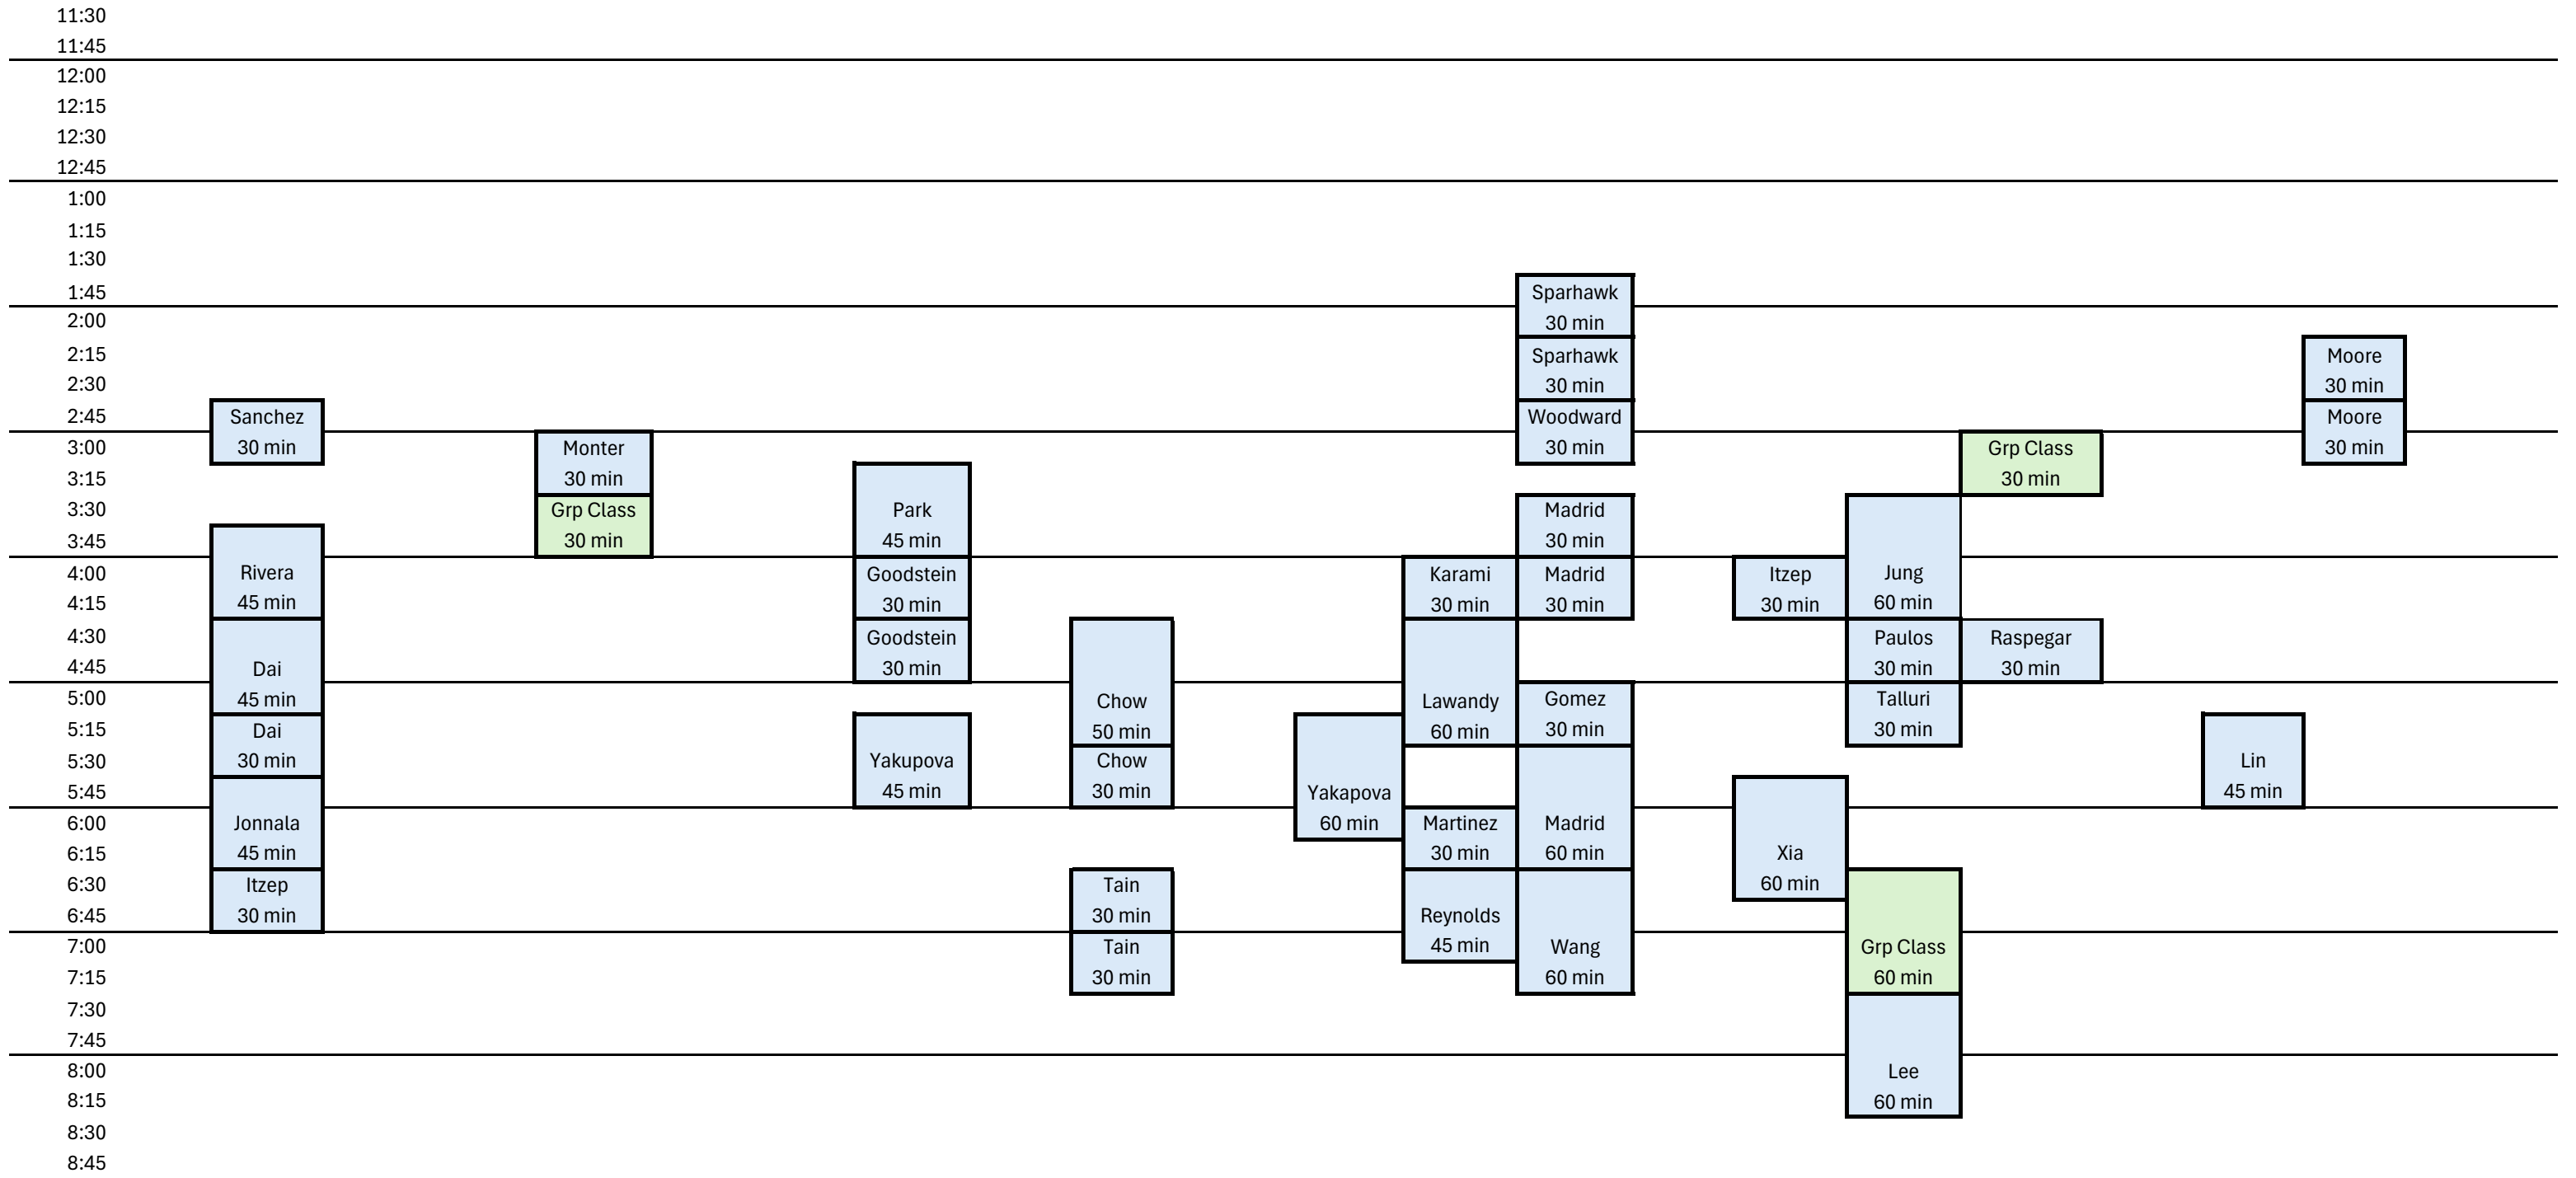 11:30
11:45
12:00
12:15
12:30
12:45
1:00
1:15
1:30
1:45 Sparhawk
2:00 30 min
2:15 Sparhawk Moore
2:30 30 min 30 min
2:45 Sanchez Woodward Moore
3:00 30 min Monter 30 min Grp Class 30 min
3:15 30 min 30 min
3:30 Grp Class Park Madrid
3:45 30 min 45 min 30 min
4:00 Rivera Goodstein Karami Madrid Itzep Jung
4:15 45 min 30 min 30 min 30 min 30 min 60 min
4:30 Goodstein Paulos Raspegar
4:45 Dai 30 min 30 min 30 min
5:00 45 min Chow Lawandy Gomez Talluri
5:15 Dai 50 min 60 min 30 min 30 min
5:30 30 min Yakupova Chow Lin
5:45 45 min 30 min Yakapova 45 min
6:00 Jonnala 60 min Martinez Madrid
6:15 45 min 30 min 60 min Xia
6:30 Itzep Tain 60 min
6:45 30 min 30 min Reynolds
7:00 Tain 45 min Wang Grp Class
7:15 30 min 60 min 60 min
7:30
7:45
8:00 Lee
8:15 60 min
8:30
8:45